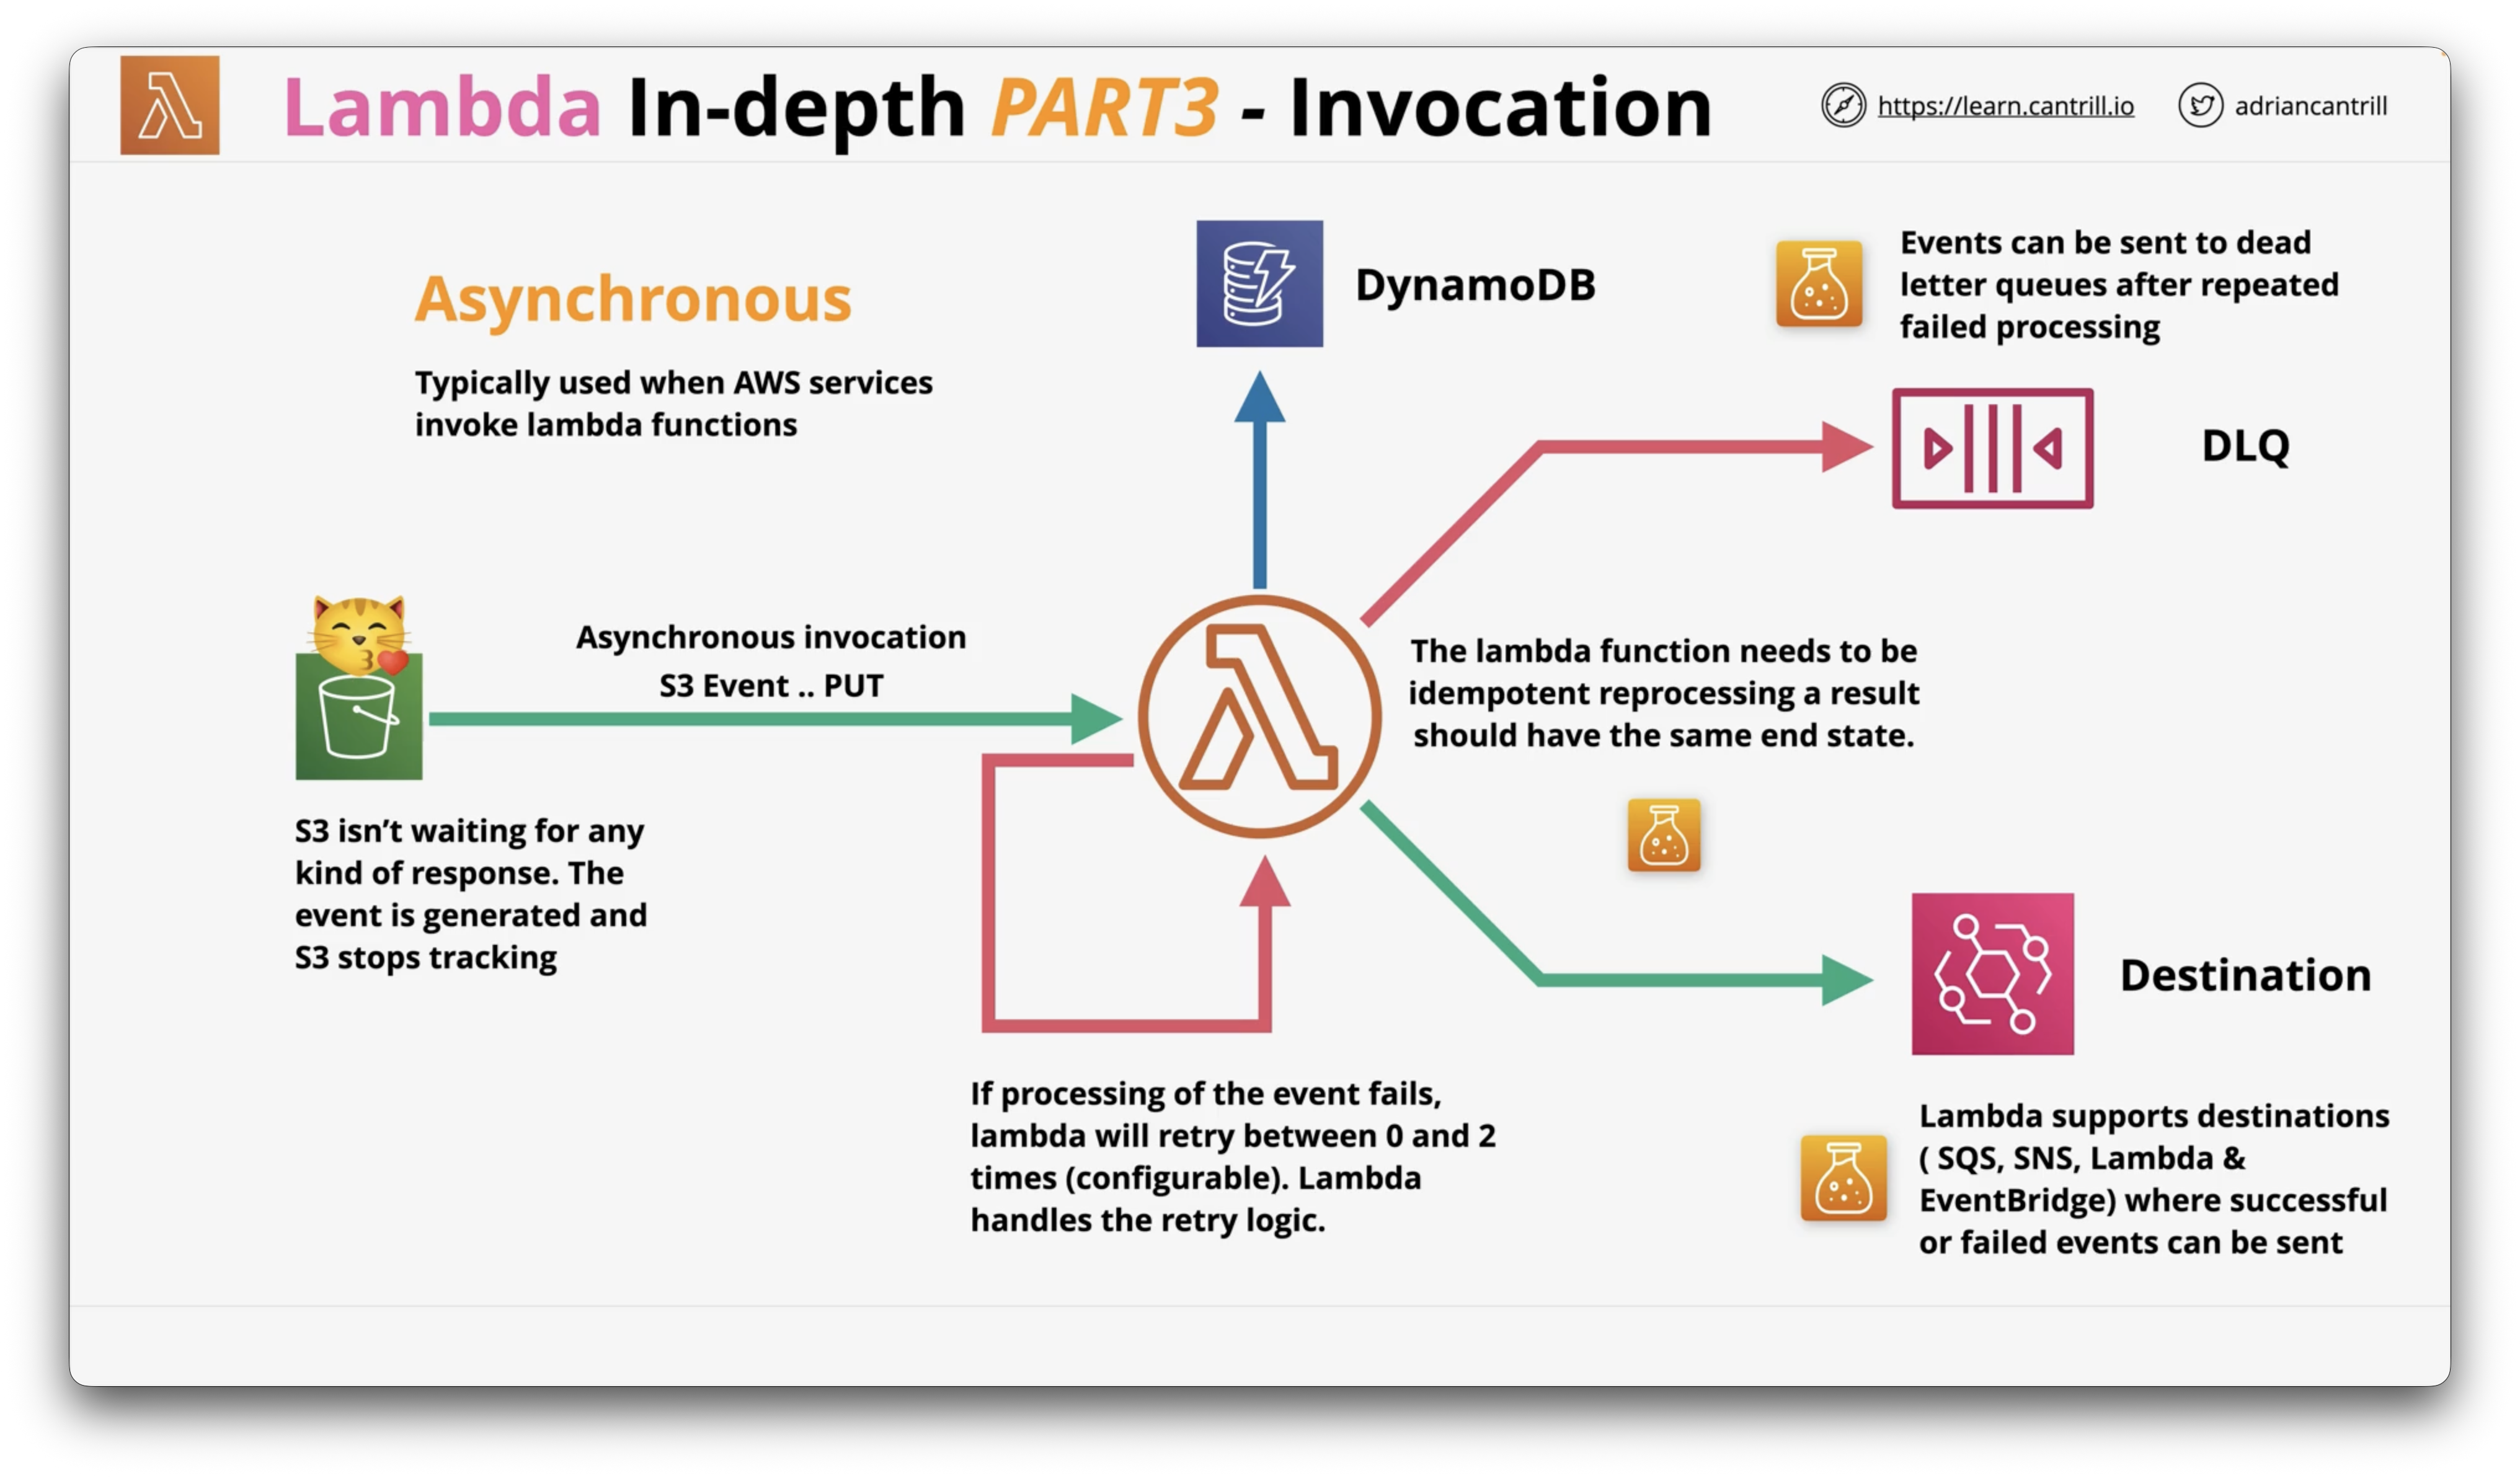 Lambda In-depth PART3 - Invocation
https://learn.cantrill.io
adriancantrill
Asynchronous
Typically used when AWS services
invoke lambda functions
DynamoDB
Events can be sent to dead
letter queues after repeated
failed processing
DLQ
Asynchronous invocation
S3 Event .. PUT
The lambda function needs to be
idempotent reprocessing a result
should have the same end state.
S3 isn’t waiting for any
kind of response. The
event is generated and
S3 stops tracking
Destination
If processing of the event fails,
lambda will retry between 0 and 2
times (configurable). Lambda
handles the retry logic.
Lambda supports destinations
( SQS, SNS, Lambda &
EventBridge) where successful
or failed events can be sent